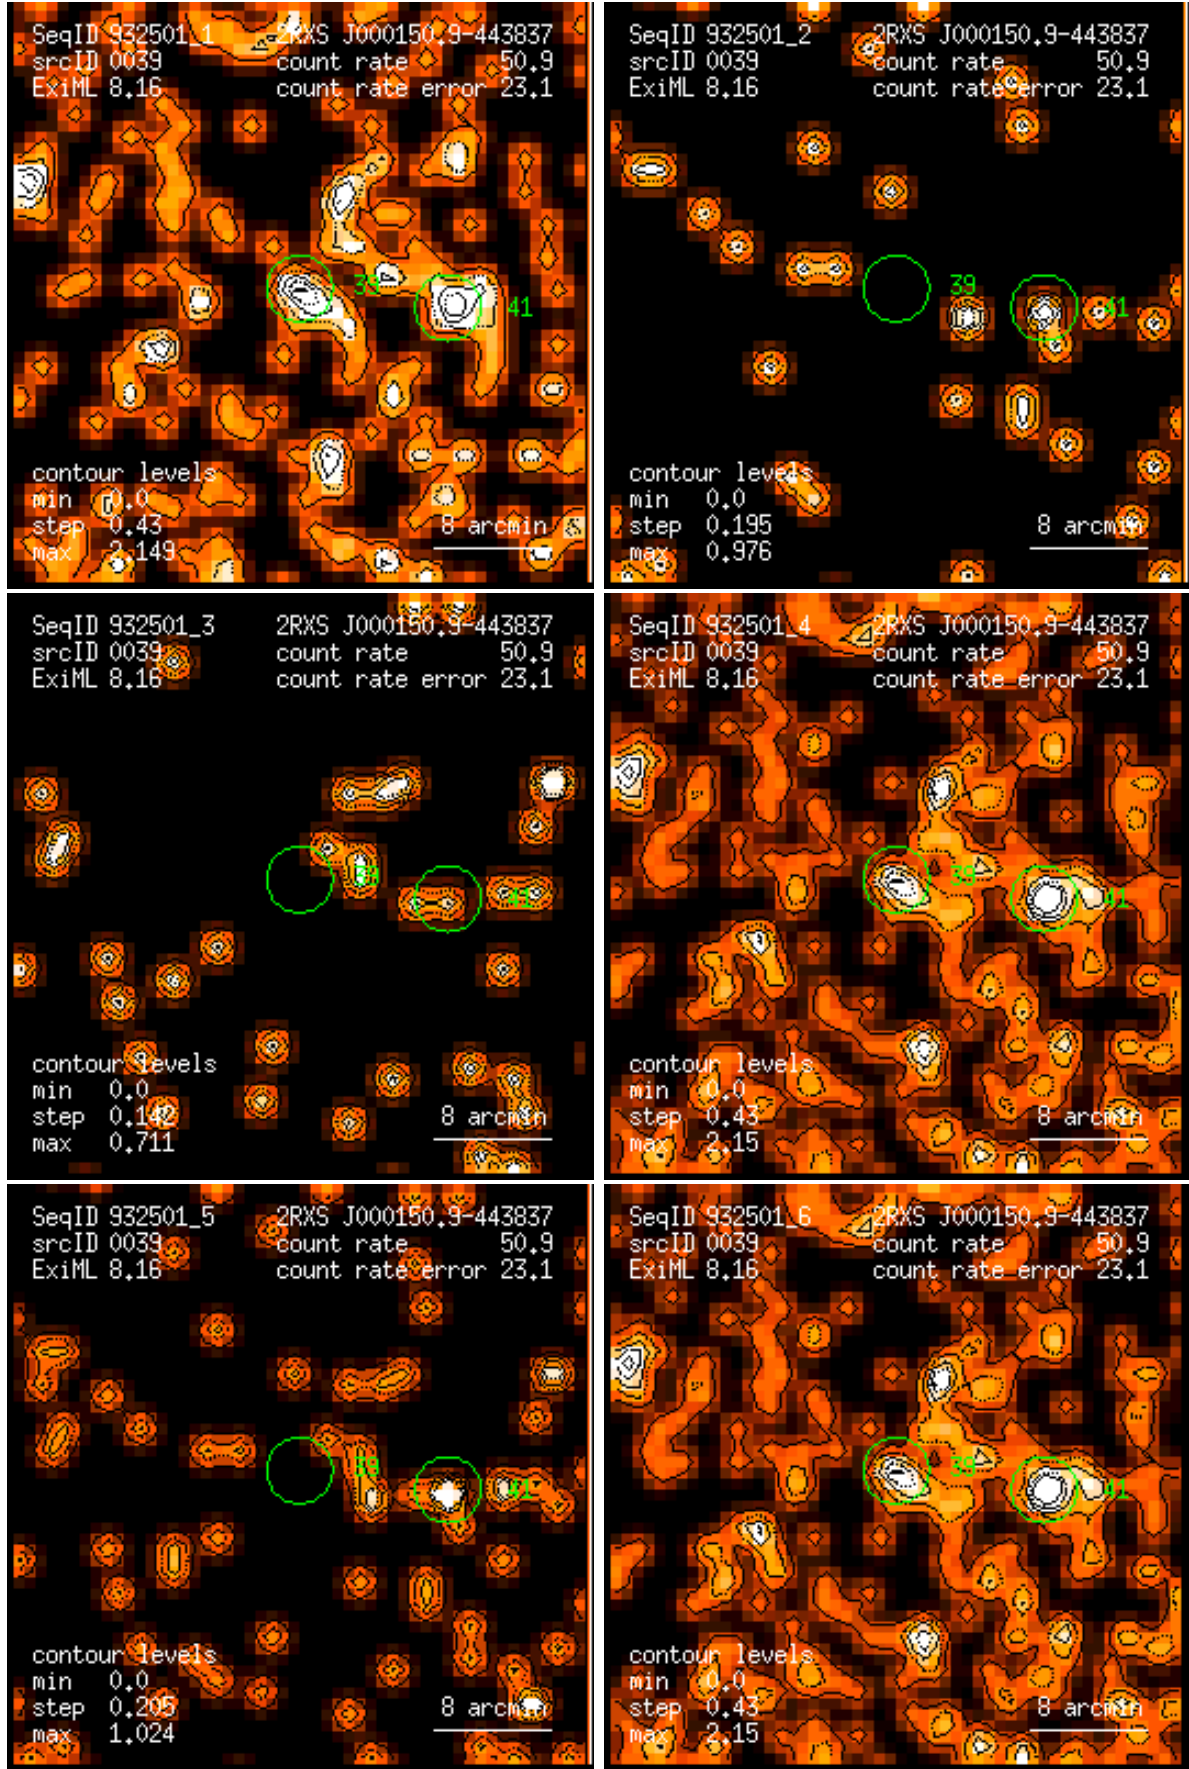 SeqID 932501_1 2RXS J000150.9-443837
srcID 0039 count rate 50.9
ExiML 8.16 count rate error 23.1
39
41
contour levels
min 0.0
step 0.43 8 arcmin
max 2.149
SeqID 932501_2 2RXS J000150.9-443837
srcID 0039 count rate 50.9
ExiML 8.16 count rate error 23.1
39
41
contour levels
min 0.0
step 0.195 8 arcmin
max 0.976
SeqID 932501_3 2RXS J000150.9-443837
srcID 0039 count rate 50.9
ExiML 8.16 count rate error 23.1
39
41
contour levels
min 0.0
step 0.142 8 arcmin
max 0.711
SeqID 932501_4 2RXS J000150.9-443837
srcID 0039 count rate 50.9
ExiML 8.16 count rate error 23.1
39
41
contour levels
min 0.0
step 0.43 8 arcmin
max 2.15
SeqID 932501_5 2RXS J000150.9-443837
srcID 0039 count rate 50.9
ExiML 8.16 count rate error 23.1
39
41
contour levels
min 0.0
step 0.205 8 arcmin
max 1.024
SeqID 932501_6 2RXS J000150.9-443837
srcID 0039 count rate 50.9
ExiML 8.16 count rate error 23.1
39
41
contour levels
min 0.0
step 0.43 8 arcmin
max 2.15